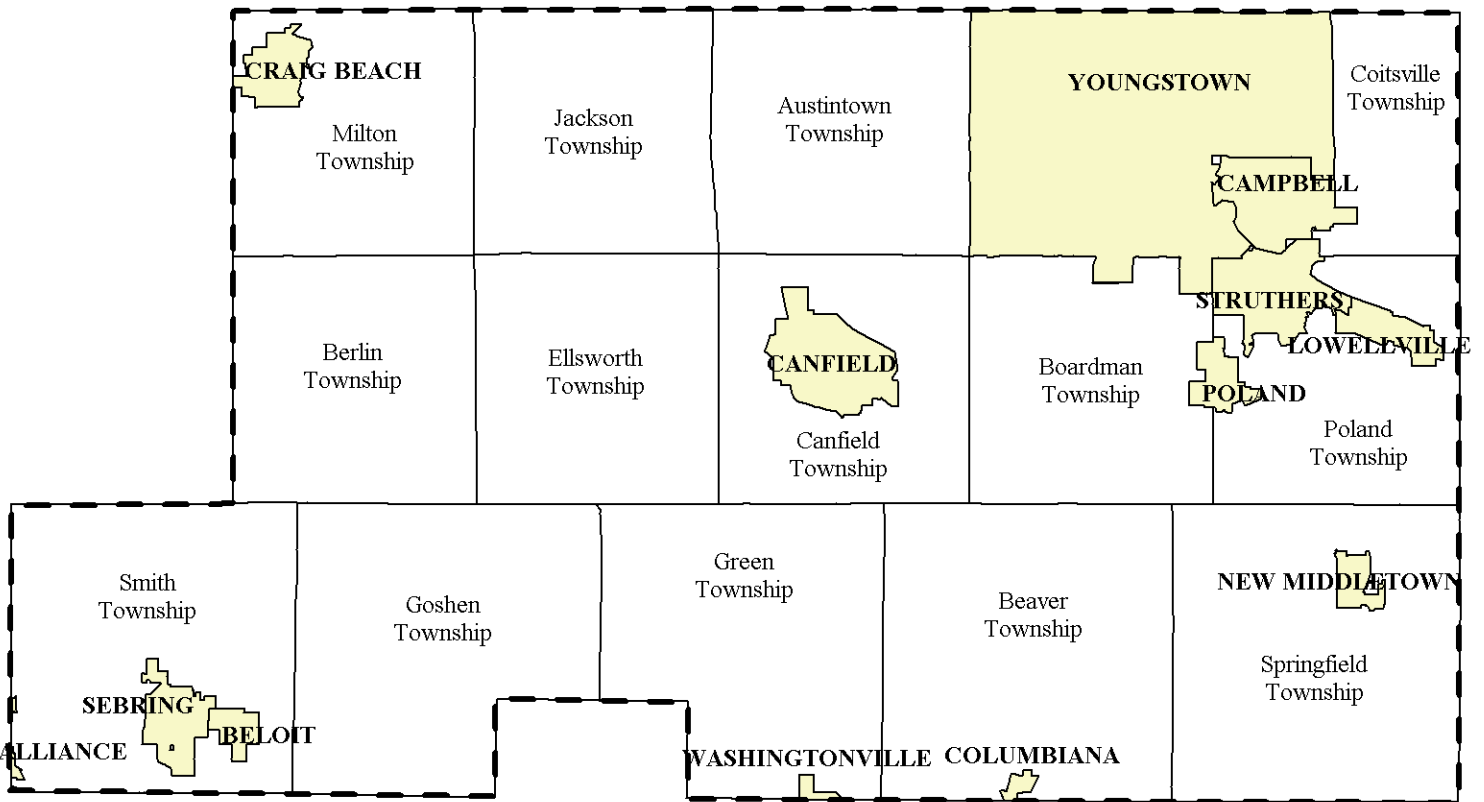 CRAIG BEACH
Milton
Township
Jackson
Township
Austintown
Township
YOUNGSTOWN
Coitsville
Township
CAMPBELL
Berlin
Township
Ellsworth
Township
CANFIELD
Canfield
Township
Boardman
Township
STRUTHERS
LOWELLVILLE
POLAND
Poland
Township
Smith
Township
SEBRING
BELOIT
ALLIANCE
Goshen
Township
Green
Township
WASHINGTONVILLE
Beaver
Township
COLUMBIANA
NEW MIDDLETOWN
Springfield
Township